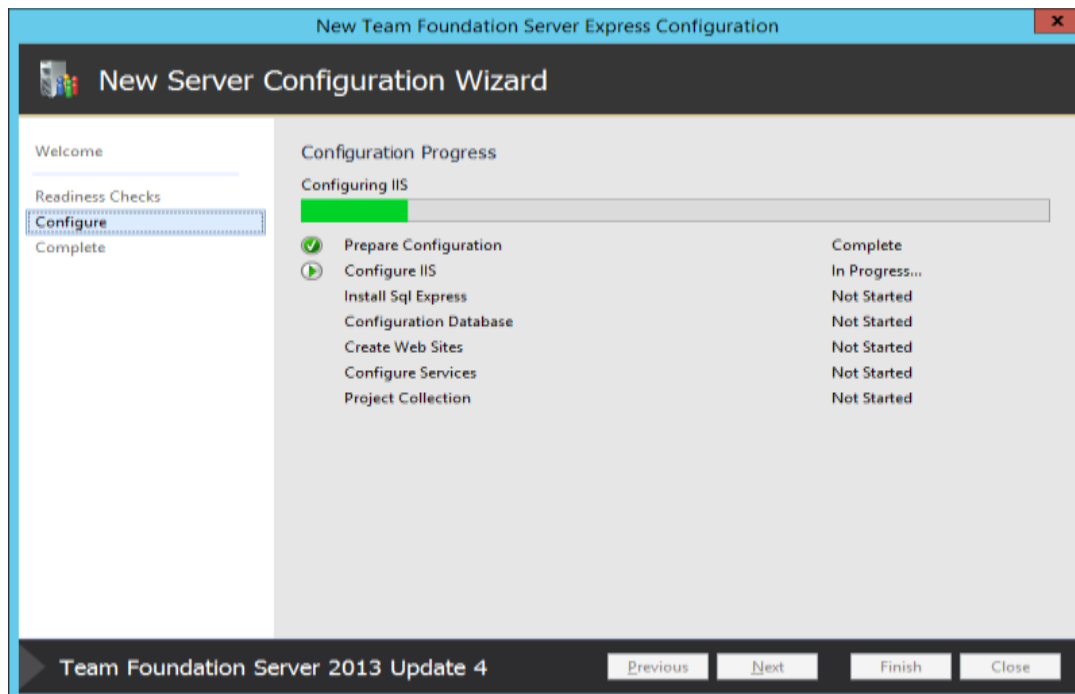 New Team Foundation Server Express Configuration
x
New Server Configuration Wizard
Welcome
Readiness Checks
Configure
Complete
Configuration Progress
Configuring IIS
Prepare Configuration Complete
Configure IIS In Progress...
Install Sql Express Not Started
Configuration Database Not Started
Create Web Sites Not Started
Configure Services Not Started
Project Collection Not Started
Team Foundation Server 2013 Update 4
Previous Next Finish Close